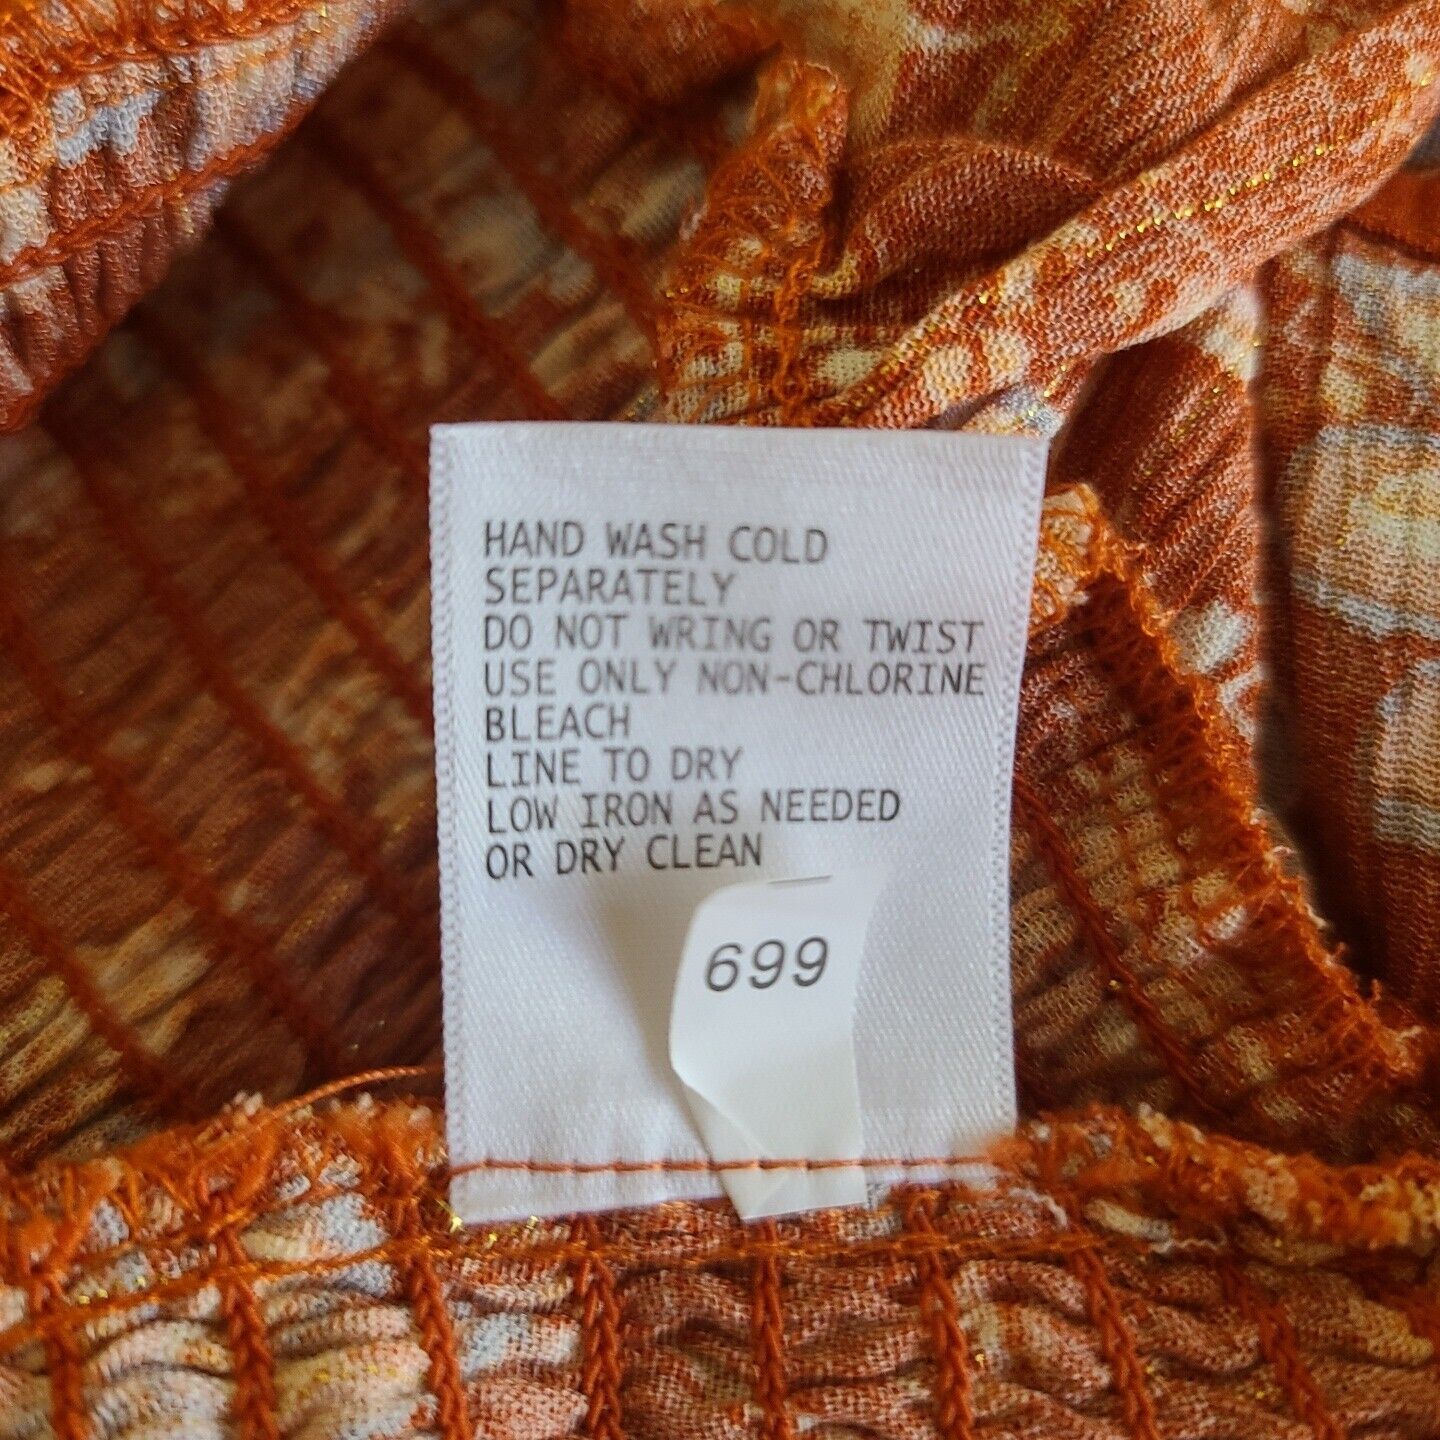 HAND WASH COLD
SEPARATELY
DO NOT WRING OR TWIST
USE ONLY NON-CHLORINE
BLEACH
LINE TO DRY
LOW IRON AS NEEDED
OR DRY CLEAN
699